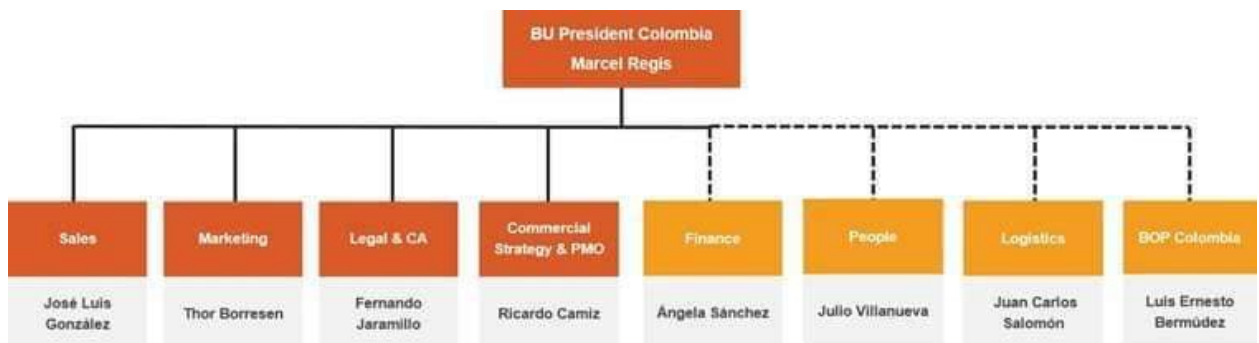 BU President Colombia
Marcel Regis
Sales
Marketing
Legal & CA
Commercial
Strategy & PMO
Finance
People
Logistics
BOP Colombia
José Luis
González
Thor Borresen
Fernando
Jaramillo
Ricardo Camiz
Ángela Sánchez
Julio Villanueva
Juan Carlos
Salomón
Luis Ernesto
Bermúdez